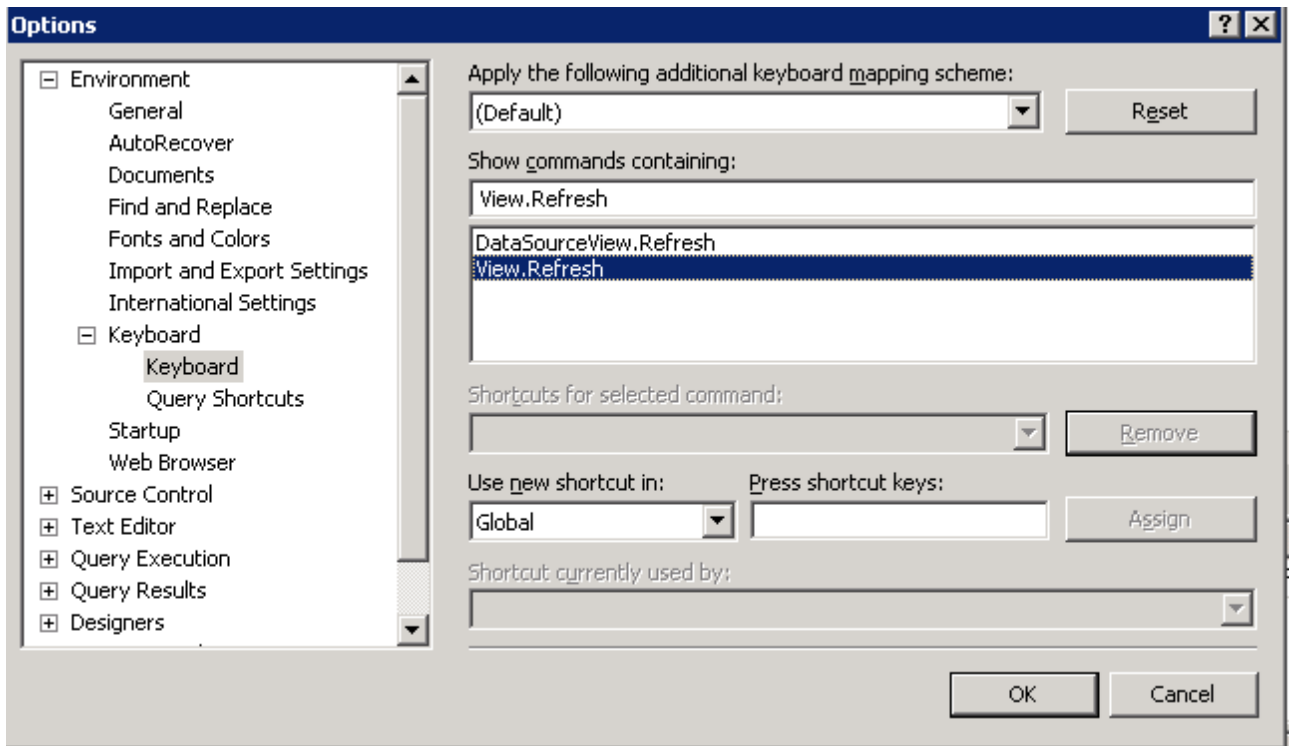 Options
Environment
General
AutoRecover
Documents
Find and Replace
Fonts and Colors
Import and Export Settings
International Settings
Keyboard
Keyboard
Query Shortcuts
Startup
Web Browser
Source Control
Text Editor
Query Execution
Query Results
Designers
Apply the following additional keyboard mapping scheme:
(Default)
Reset
Show commands containing:
View.Refresh
DataSourceView.Refresh
View.Refresh
Shortcuts for selected command:
Remove
Use new shortcut in:
Press shortcut keys:
Global
Assign
Shortcut currently used by:
OK
Cancel